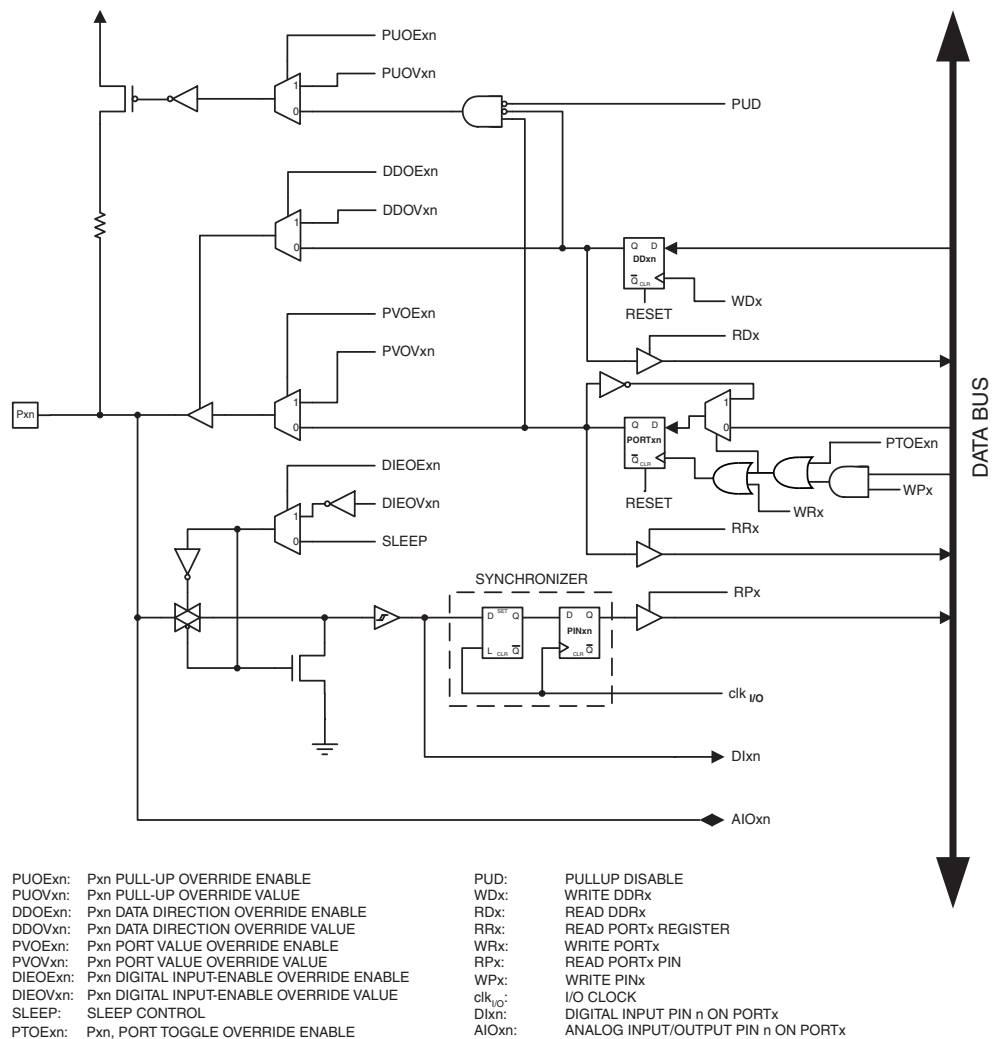 PUOExn
PUOVxn
1
0
PUD
DDOExn
DDOVxn
1
0
Q D
DDxn
Q CLR
WDx
RESET
RDx
PVOExn
PVOVxn
1
0
Pxn
1
0
Q D
PORTxn
Q CLR
RESET
PTOExn
WPx
WRx
RRx
DATA BUS
DIEOExn
DIEOVxn
1
0
SLEEP
SYNCHRONIZER
D SET Q
L CLR Q
D Q
PINxn
CLR Q
RPx
clk I/O
DIxn
AIOxn
PUOExn: Pxn PULL-UP OVERRIDE ENABLE
PUOVxn: Pxn PULL-UP OVERRIDE VALUE
DDOExn: Pxn DATA DIRECTION OVERRIDE ENABLE
DDOVxn: Pxn DATA DIRECTION OVERRIDE VALUE
PVOExn: Pxn PORT VALUE OVERRIDE ENABLE
PVOVxn: Pxn PORT VALUE OVERRIDE VALUE
DIEOExn: Pxn DIGITAL INPUT-ENABLE OVERRIDE ENABLE
DIEOVxn: Pxn DIGITAL INPUT-ENABLE OVERRIDE VALUE
SLEEP: SLEEP CONTROL
PTOExn: Pxn, PORT TOGGLE OVERRIDE ENABLE
PUD: PULLUP DISABLE
WDx: WRITE DDRx
RDx: READ DDRx
RRx: READ PORTx REGISTER
WRx: WRITE PORTx
RPx: READ PORTx PIN
WPx: WRITE PINx
clkI/O: I/O CLOCK
DIxn: DIGITAL INPUT PIN n ON PORTx
AIOxn: ANALOG INPUT/OUTPUT PIN n ON PORTx